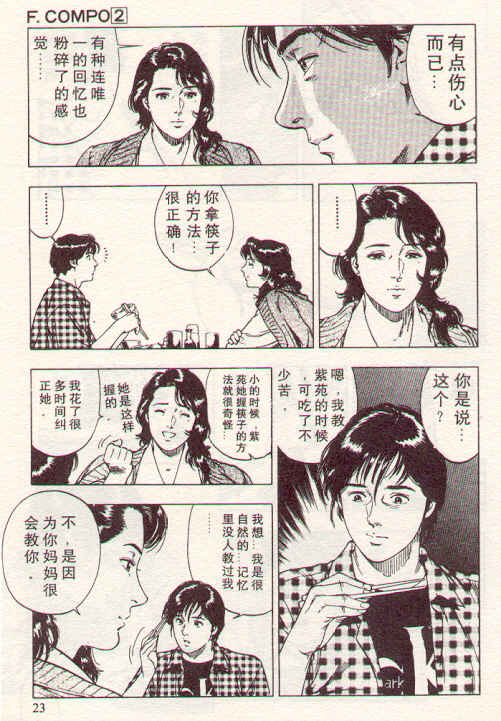 F. COMPO 2
有点伤心
而已…
有种连唯
一的回忆也
粉碎了的感
觉……
………
你拿筷子
的方法…
很正确！
………
你是说…
这个？
嗯,我教
紫苑的时候
,可吃了不
少苦.
小的时候,紫
苑她握筷子的方
法就很奇怪…
她是这样
握的
我花了很
多时间纠
正她.
我想…我是很
自然的…记忆
里没人教过我
………
不,是因
为你妈妈很
会教你.
ark
23